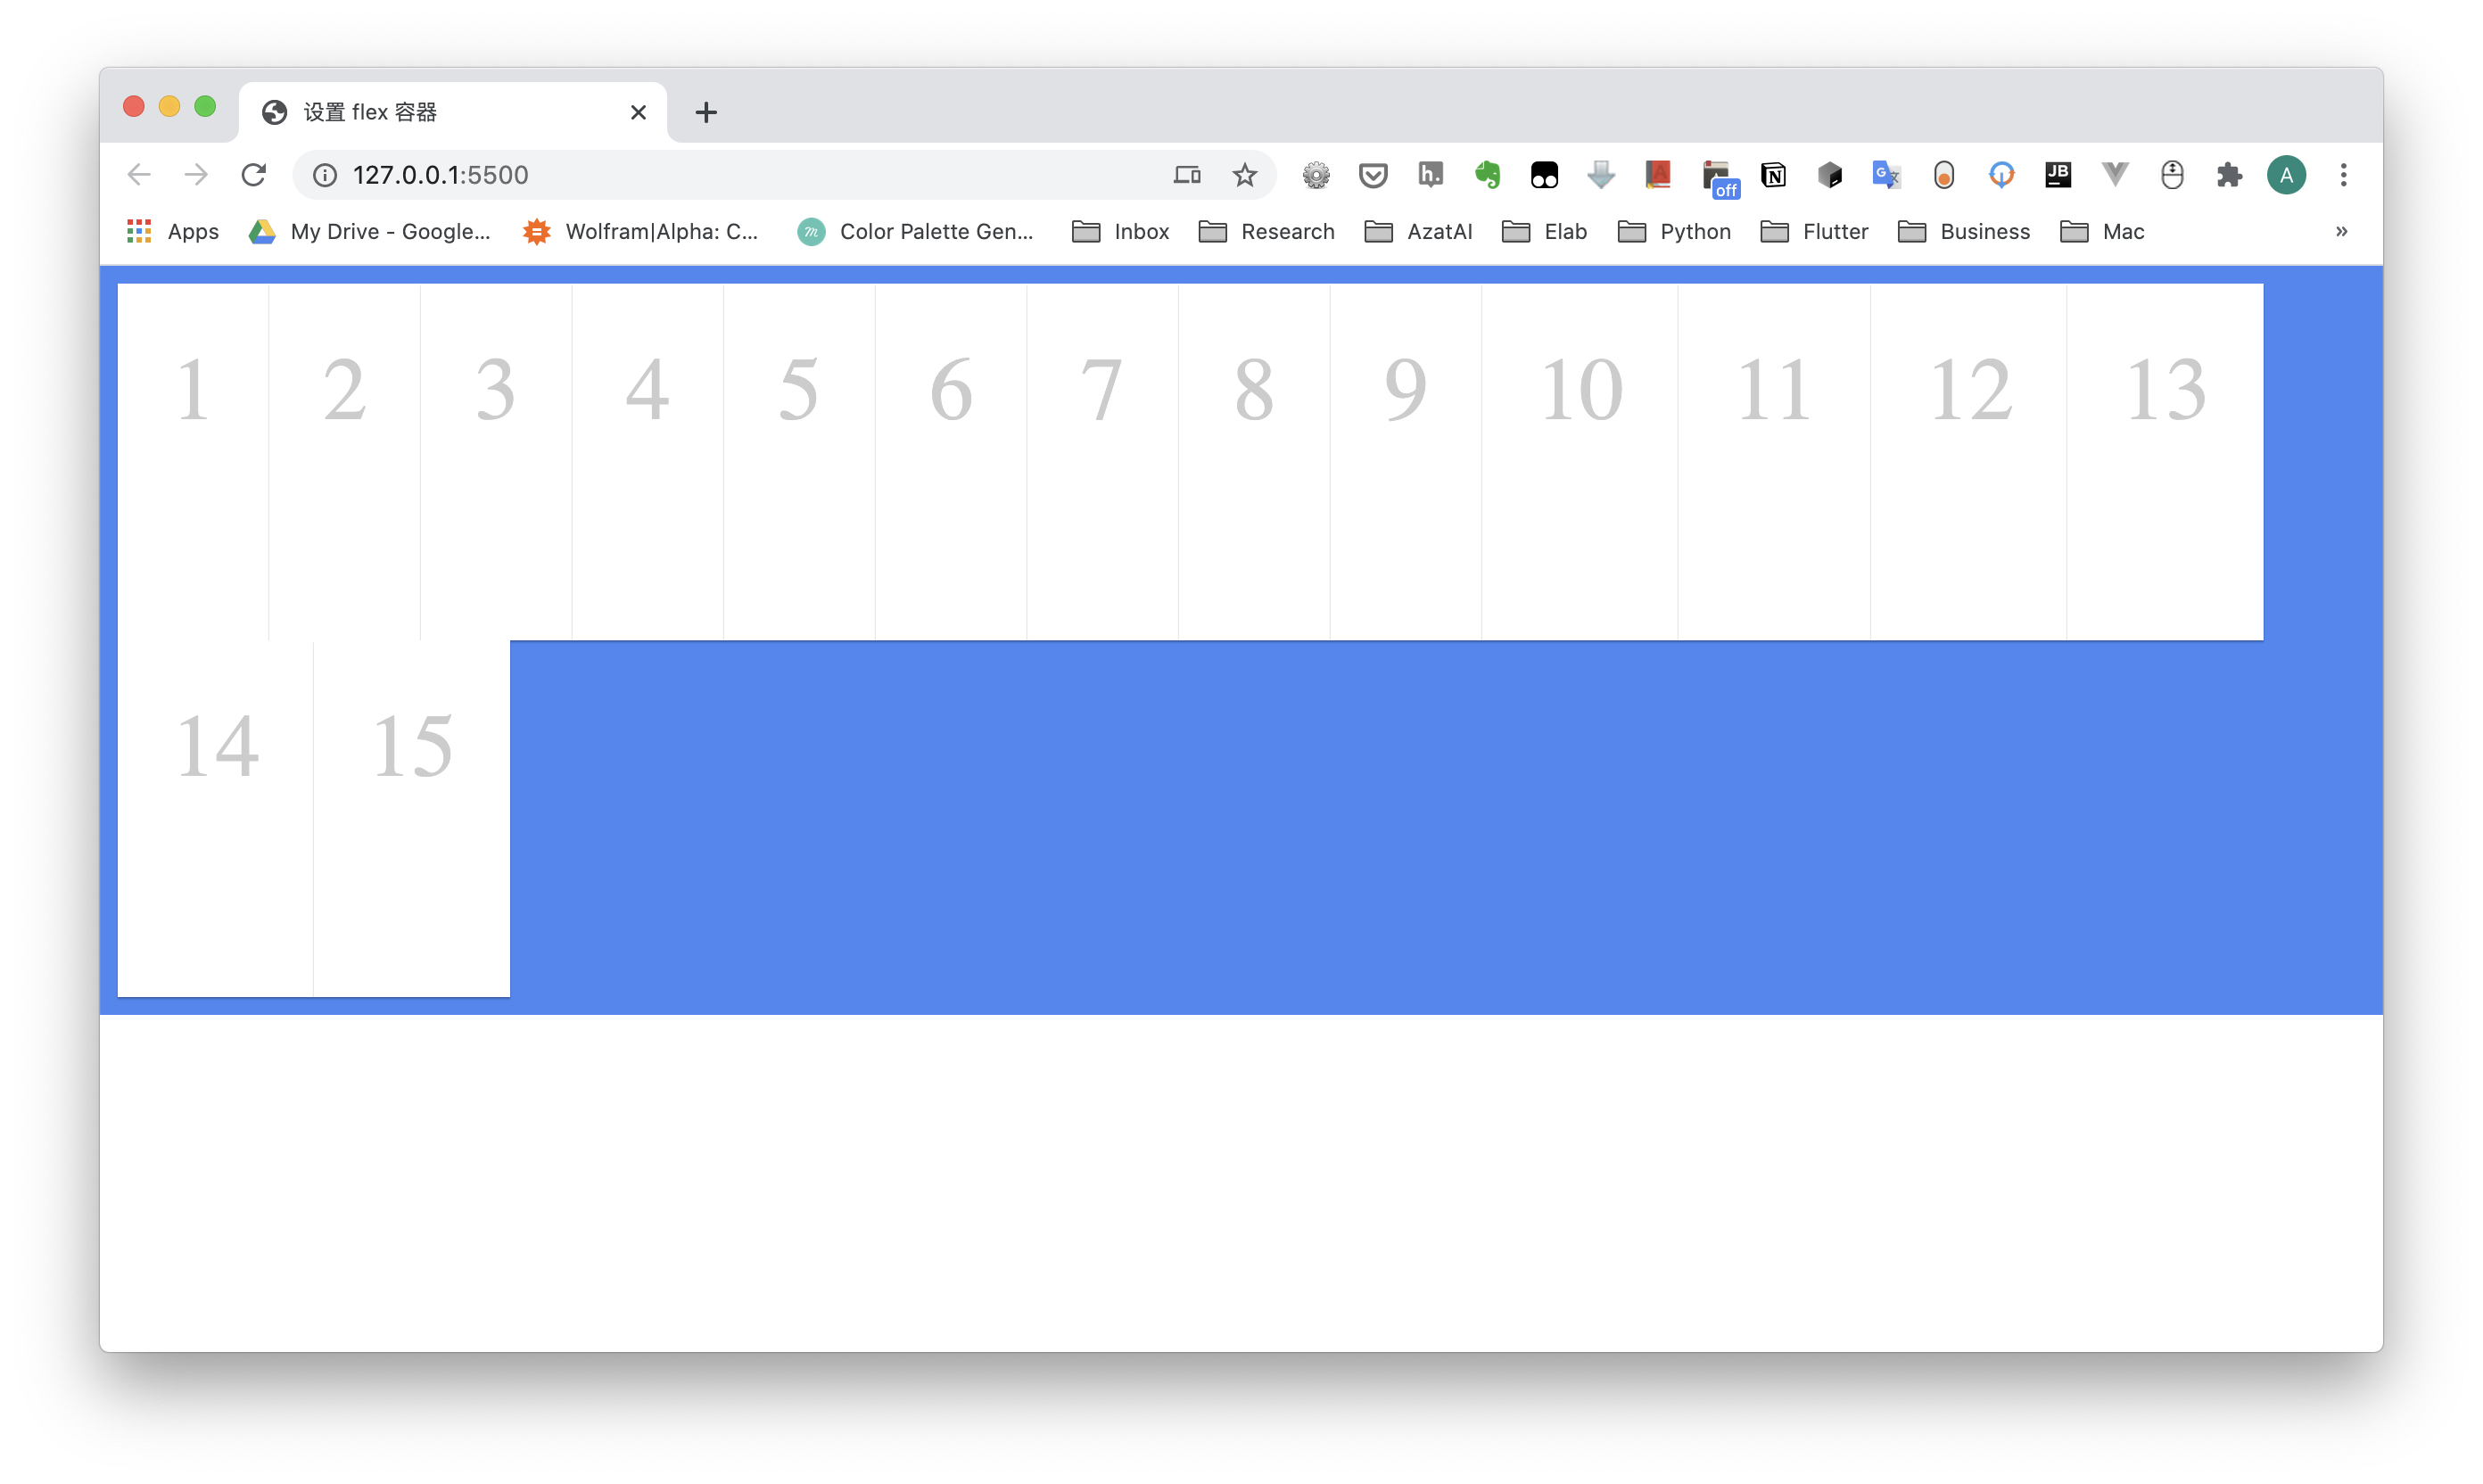 设置 flex 容器
127.0.0.1:5500
off
JB
A
Apps
My Drive - Google...
Wolfram|Alpha: C...
Color Palette Gen...
Inbox
Research
AzatAI
Elab
Python
Flutter
Business
Mac
»
1 2 3 4 5 6 7 8 9 10 11 12 13
14 15